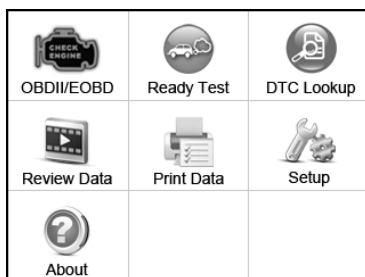 CHECK
ENGINE
OBDII/EOBD
Ready Test
DTC Lookup
Review Data
Print Data
Setup
About